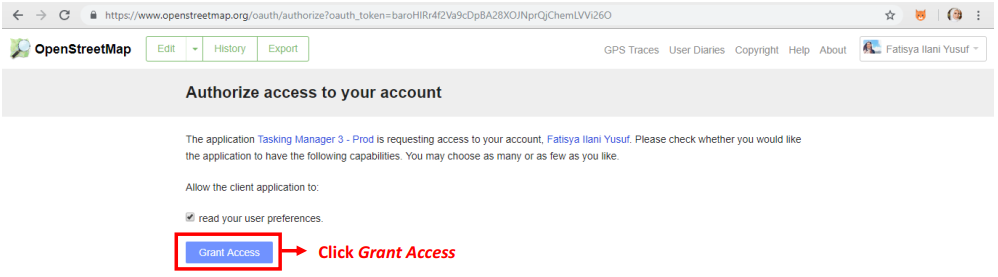 https://www.openstreetmap.org/oauth/authorize?oauth_token=baroHIRr4f2Va9cDpBA28XOJNprQjChemLVVi26O
OpenStreetMap Edit History Export GPS Traces User Diaries Copyright Help About Fatisya Ilani Yusuf
Authorize access to your account
The application Tasking Manager 3 - Prod is requesting access to your account, Fatisya Ilani Yusuf. Please check whether you would like
the application to have the following capabilities. You may choose as many or as few as you like.
Allow the client application to:
read your user preferences.
Grant Access Click Grant Access